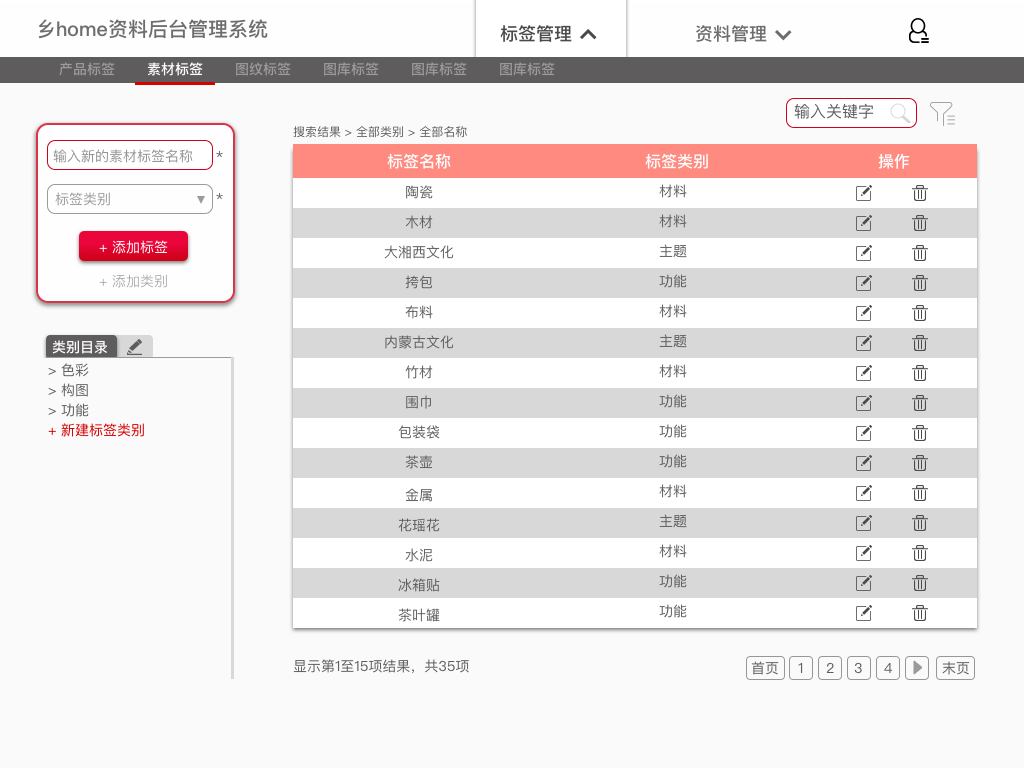 乡home资料后台管理系统
标签管理
资料管理
产品标签 素材标签 图纹标签 图库标签 图库标签 图库标签
输入关键字
搜索结果 > 全部类别 > 全部名称
输入新的素材标签名称 *
标签类别 ▼ *
+ 添加标签
+ 添加类别
类别目录
> 色彩
> 构图
> 功能
+ 新建标签类别
标签名称 标签类别 操作
陶瓷 材料
木材 材料
大湘西文化 主题
挎包 功能
布料 材料
内蒙古文化 主题
竹材 材料
围巾 功能
包装袋 功能
茶壶 功能
金属 材料
花瑶花 主题
水泥 材料
冰箱贴 功能
茶叶罐 功能
显示第1至15项结果，共35项
首页 1 2 3 4 末页